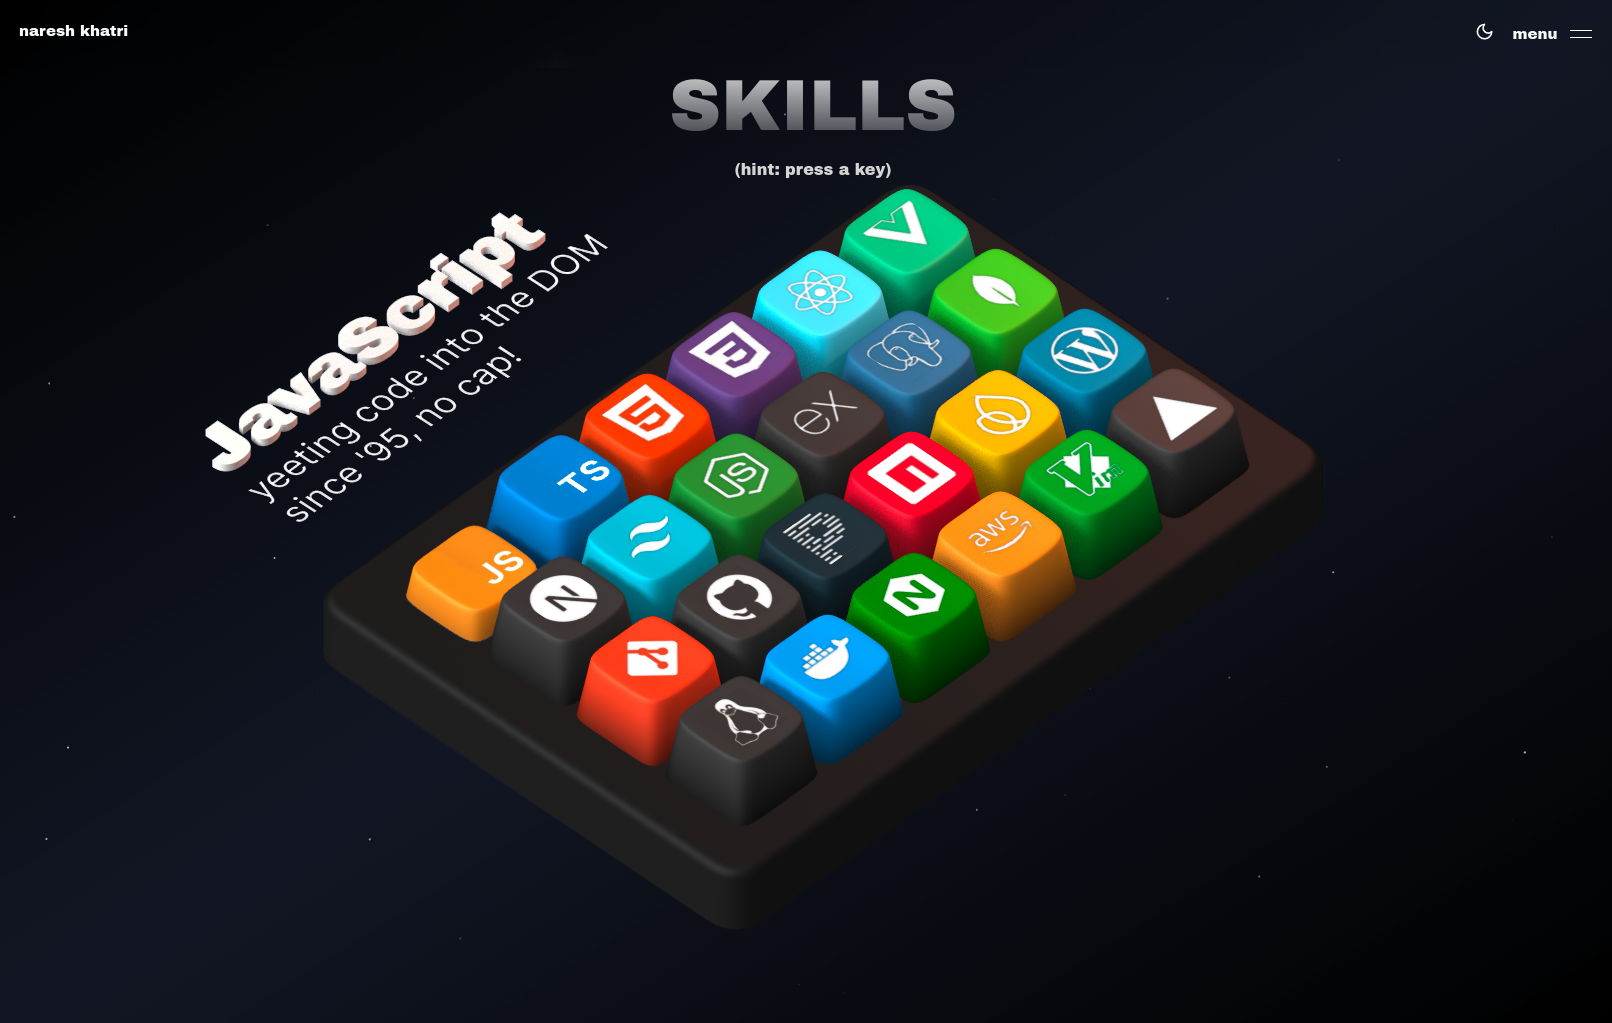 naresh khatri
menu
SKILLS
(hint: press a key)
JavaScript
yeeting code into the DOM
since '95, no cap!
TS
JS
ex
JS
aws
N
N
W